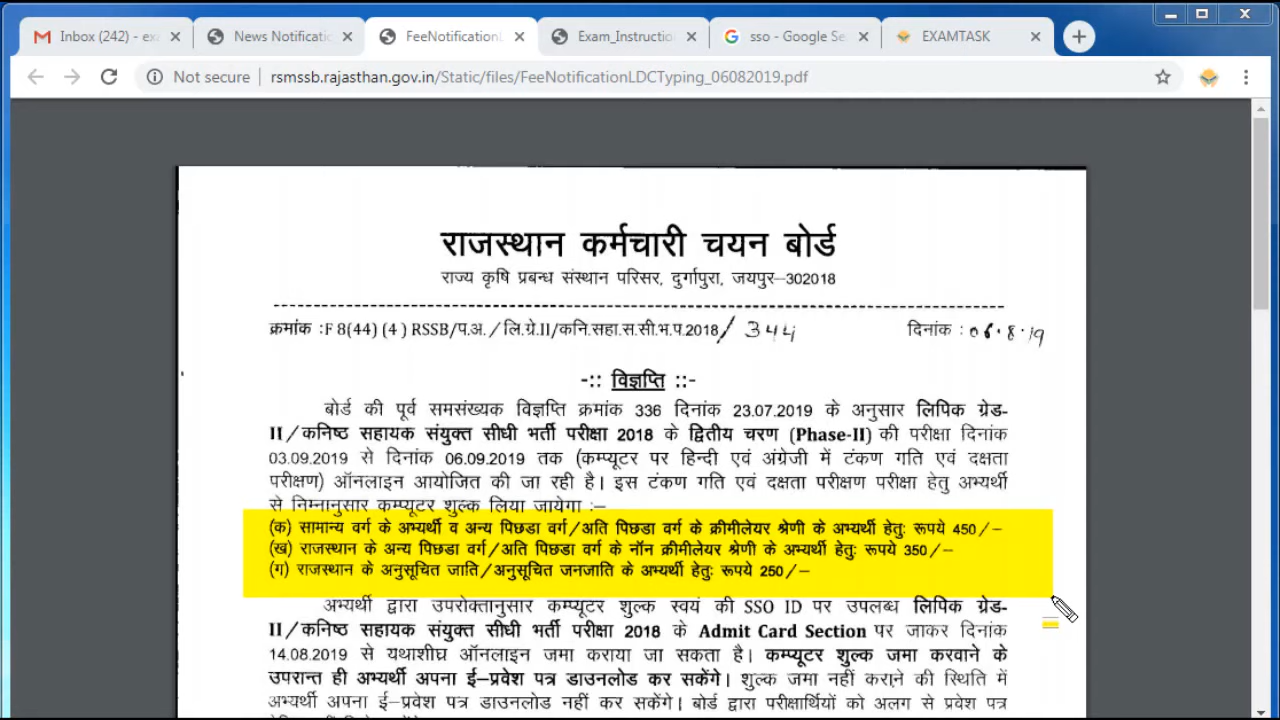 Inbox (242) - exa
News Notificatio
FeeNotificationL
Exam_Instruction
sso - Google Se
EXAMTASK
Not secure | rsmssb.rajasthan.gov.in/Static/files/FeeNotificationLDCTyping_06082019.pdf
राजस्थान कर्मचारी चयन बोर्ड
राज्य कृषि प्रबन्ध संस्थान परिसर, दुर्गापुरा, जयपुर–302018
क्रमांक :F 8(44) (4) RSSB/प.अ./लि.ग्रे.II/कनि.सहा.स.सी.भ.प.2018/ 344 दिनांक : 06.8.19
-:: विज्ञप्ति ::-
बोर्ड की पूर्व समसंख्यक विज्ञप्ति क्रमांक 336 दिनांक 23.07.2019 के अनुसार लिपिक ग्रेड-
II/कनिष्ठ सहायक संयुक्त सीधी भर्ती परीक्षा 2018 के द्वितीय चरण (Phase-II) की परीक्षा दिनांक
03.09.2019 से दिनांक 06.09.2019 तक (कम्प्यूटर पर हिन्दी एवं अंग्रेजी में टंकण गति एवं दक्षता
परीक्षण) ऑनलाइन आयोजित की जा रही है। इस टंकण गति एवं दक्षता परीक्षण परीक्षा हेतु अभ्यर्थी
से निम्नानुसार कम्प्यूटर शुल्क लिया जायेगा :–
(क) सामान्य वर्ग के अभ्यर्थी व अन्य पिछडा वर्ग/अति पिछडा वर्ग के क्रीमीलेयर श्रेणी के अभ्यर्थी हेतुः रूपये 450/–
(ख) राजस्थान के अन्य पिछडा वर्ग/अति पिछडा वर्ग के नॉन क्रीमीलेयर श्रेणी के अभ्यर्थी हेतुः रूपये 350/–
(ग) राजस्थान के अनुसूचित जाति/अनुसूचित जनजाति के अभ्यर्थी हेतुः रूपये 250/–
अभ्यर्थी द्वारा उपरोक्तानुसार कम्प्यूटर शुल्क स्वयं की SSO ID पर उपलब्ध लिपिक ग्रेड-
II/कनिष्ठ सहायक संयुक्त सीधी भर्ती परीक्षा 2018 के Admit Card Section पर जाकर दिनांक
14.08.2019 से यथाशीघ्र ऑनलाइन जमा कराया जा सकता है। कम्प्यूटर शुल्क जमा करवाने के
उपरान्त ही अभ्यर्थी अपना ई–प्रवेश पत्र डाउनलोड कर सकेंगे। शुल्क जमा नहीं कराने की स्थिति में
अभ्यर्थी अपना ई–प्रवेश पत्र डाउनलोड नहीं कर सकेंगे। बोर्ड द्वारा परीक्षार्थियों को अलग से प्रवेश पत्र